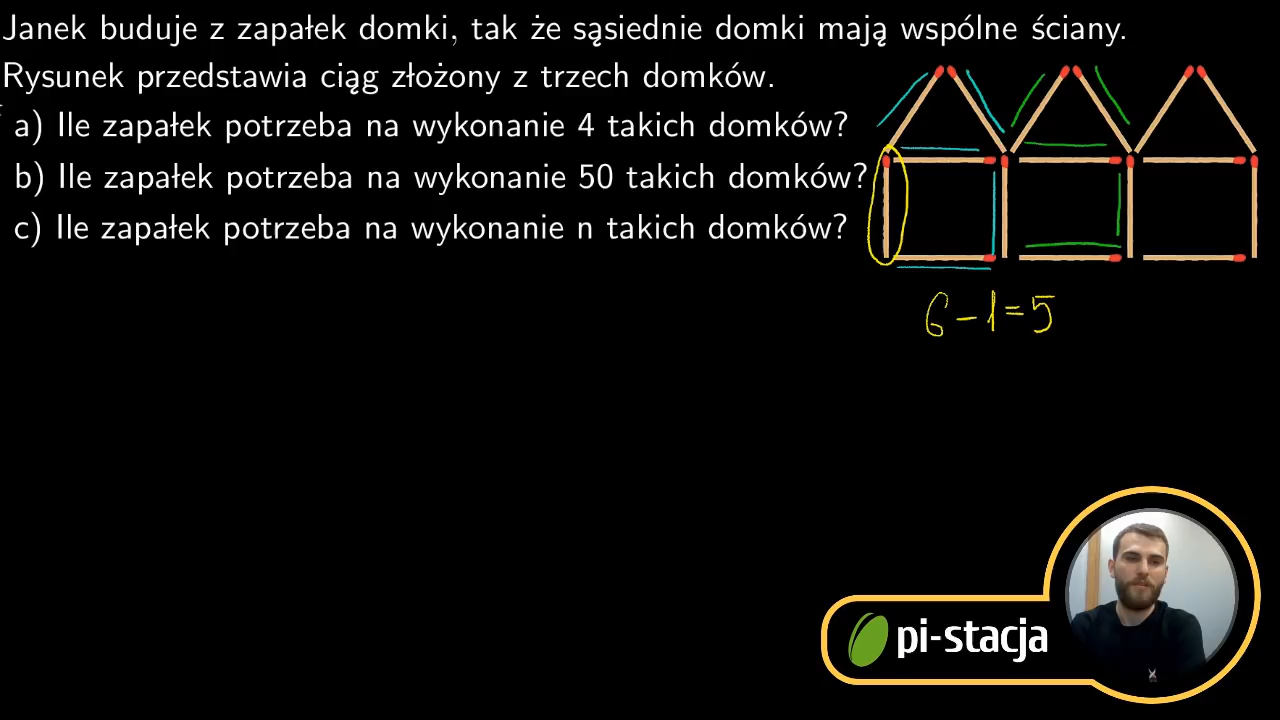 Janek buduje z zapałek domki, tak że sąsiednie domki mają wspólne ściany.
Rysunek przedstawia ciąg złożony z trzech domków.
a) Ile zapałek potrzeba na wykonanie 4 takich domków?
b) Ile zapałek potrzeba na wykonanie 50 takich domków?
c) Ile zapałek potrzeba na wykonanie n takich domków?
6-1=5
pi-stacja